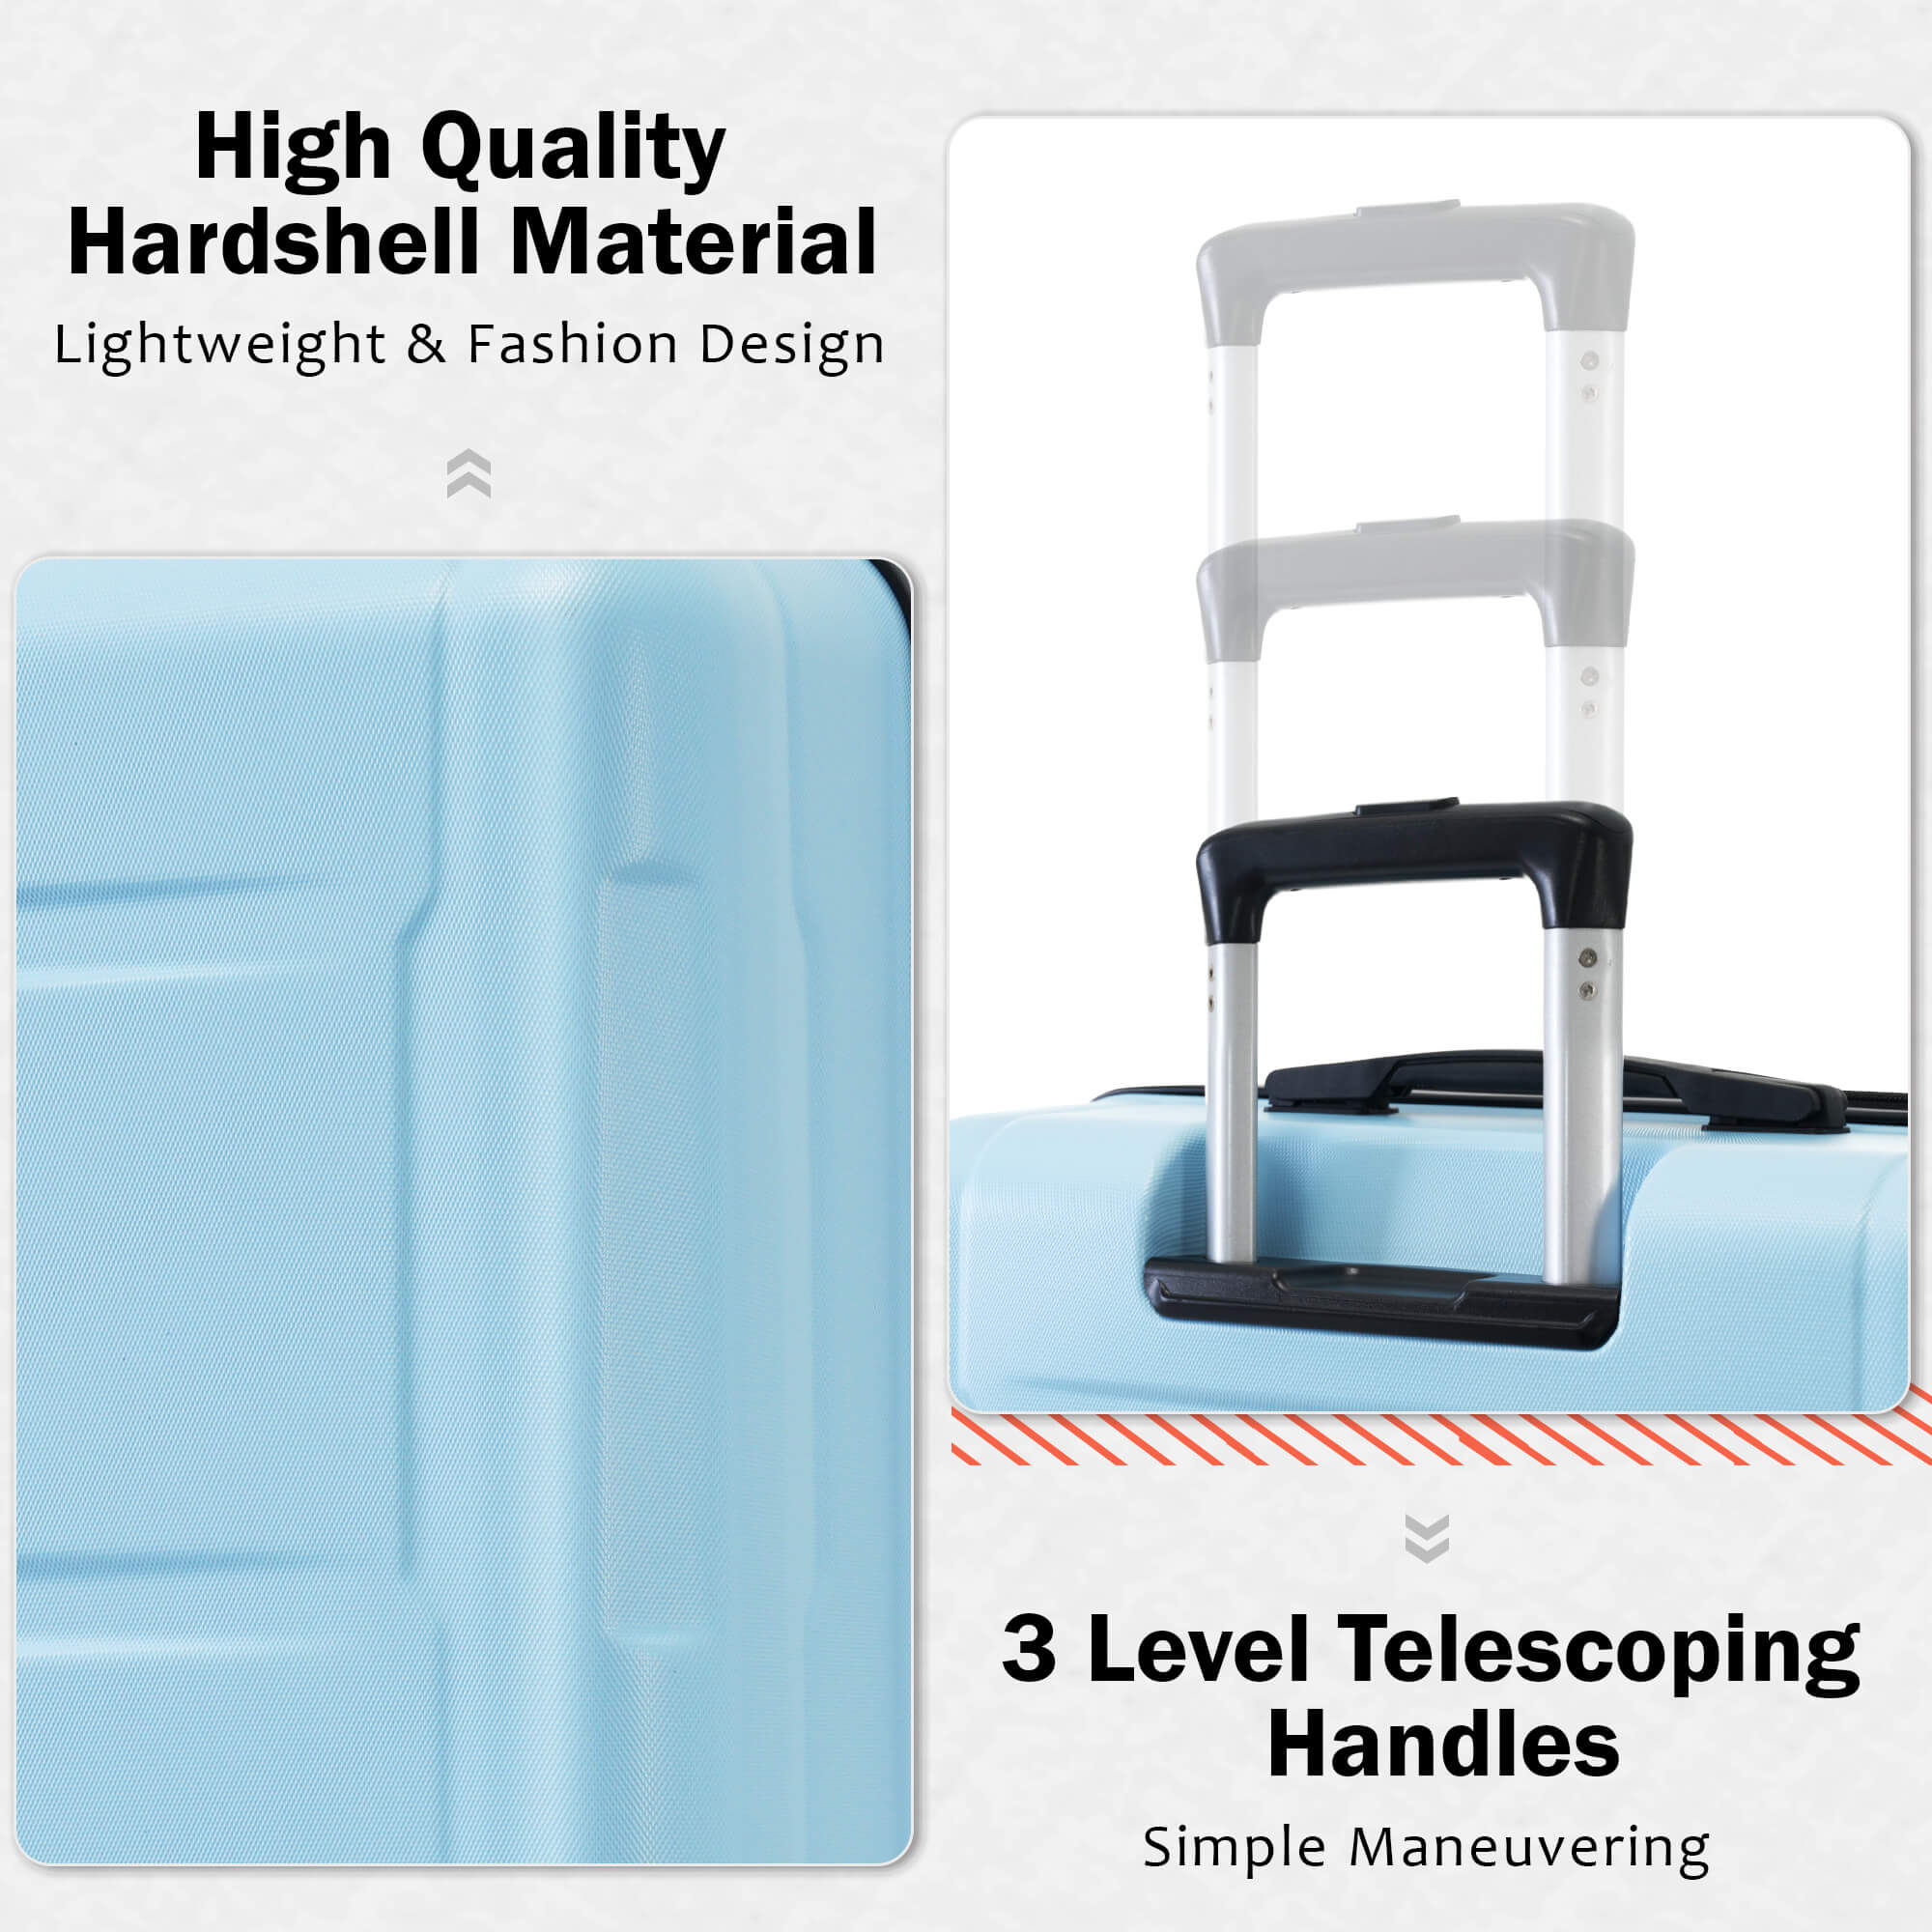 High Quality
Hardshell Material
Lightweight & Fashion Design
3 Level Telescoping
Handles
Simple Maneuvering